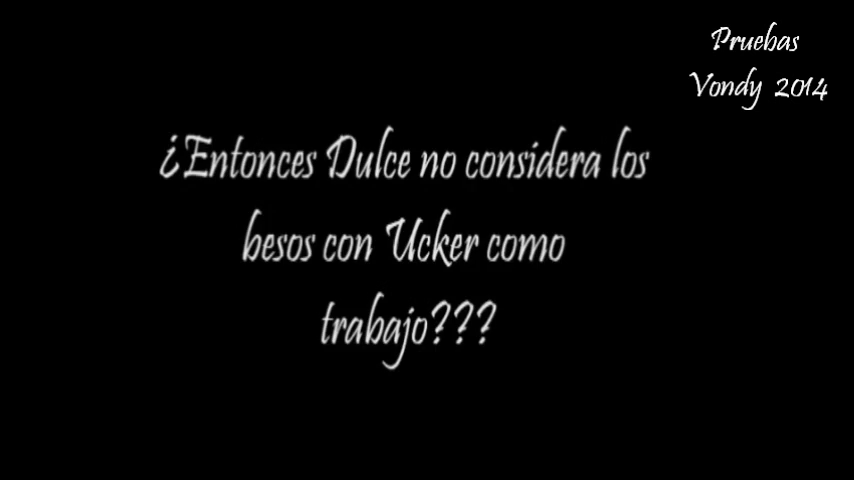 Pruebas
Vondy 2014
¿Entonces Dulce no considera los
besos con Ucker como
trabajo???